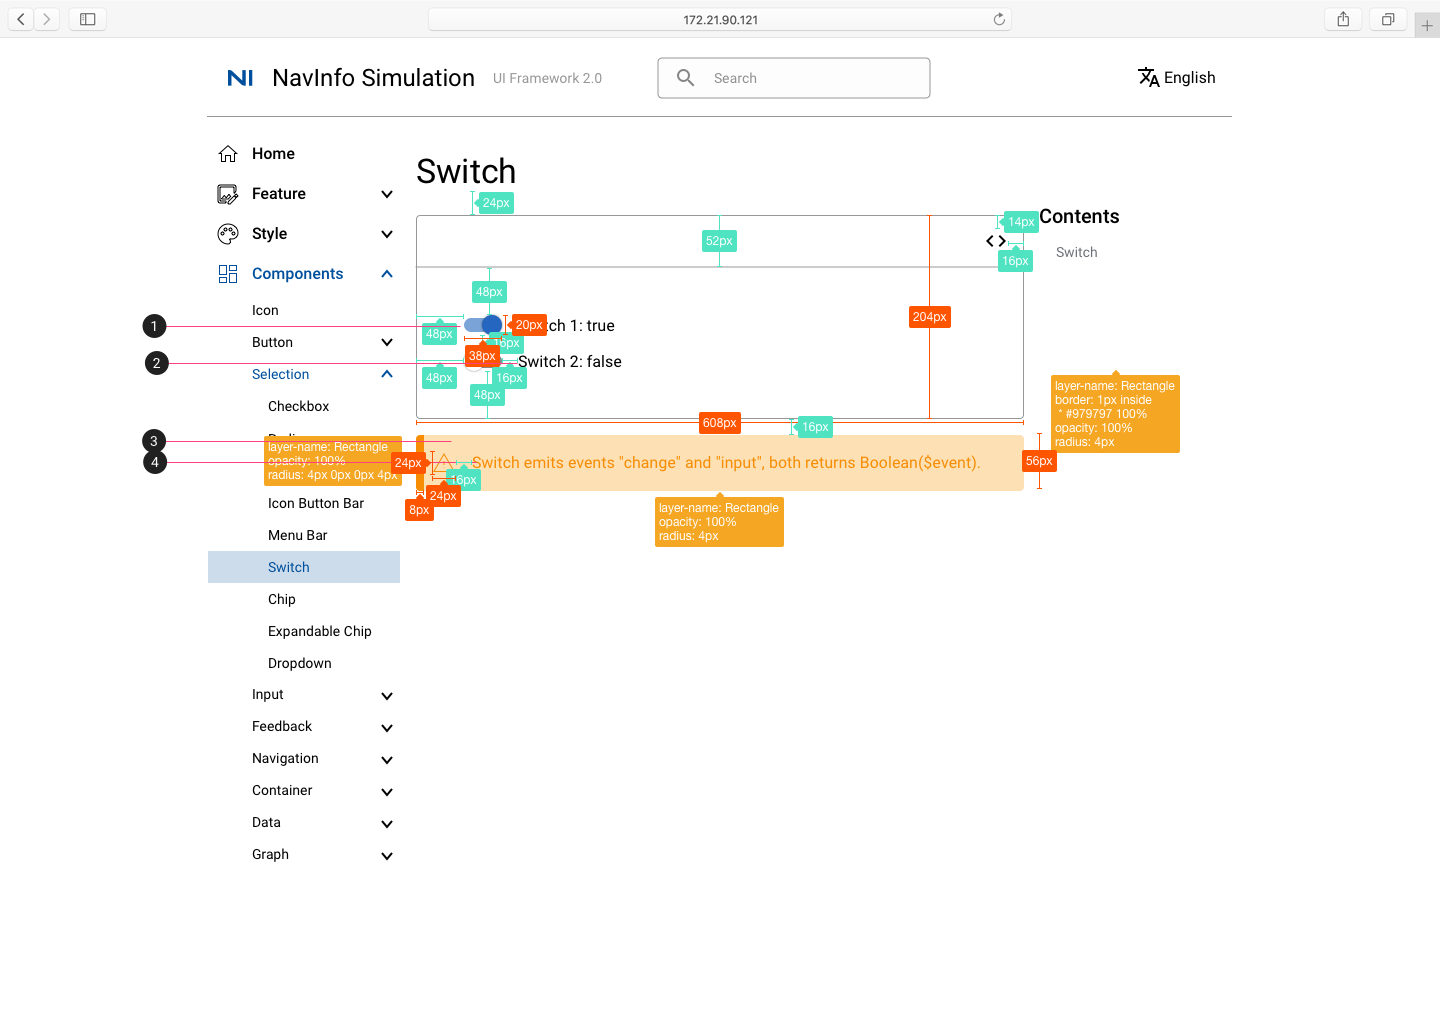 172.21.90.121
NI NavInfo Simulation UI Framework 2.0 Search English
Home
Feature
Style
Components
Icon
Button
Selection
Checkbox
Icon Button Bar
Menu Bar
Switch
Chip
Expandable Chip
Dropdown
Input
Feedback
Navigation
Container
Data
Graph
Switch
24px
52px
14px
16px
48px
204px
1
48px
20px
ch 1: true
16px
38px
2
Switch 2: false
48px
16px
48px
608px
16px
3
4
layer-name: Rectangle
opacity: 100%
radius: 4px 0px 0px 4px
24px
Switch emits events "change" and "input", both returns Boolean($event).
56px
16px
24px
8px
layer-name: Rectangle
opacity: 100%
radius: 4px
Contents
Switch
layer-name: Rectangle
border: 1px inside
* #979797 100%
opacity: 100%
radius: 4px